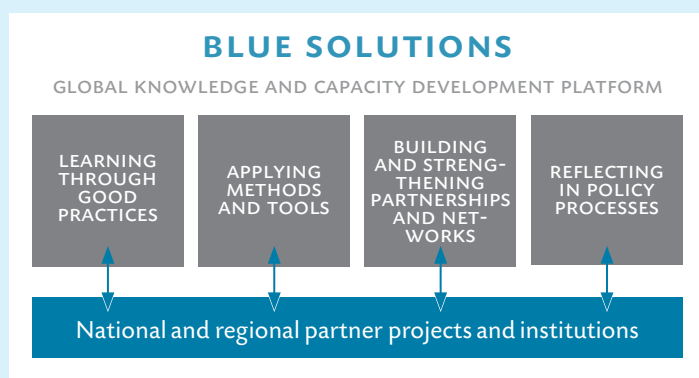 BLUE SOLUTIONS
GLOBAL KNOWLEDGE AND CAPACITY DEVELOPMENT PLATFORM
LEARNING
THROUGH
GOOD
PRACTICES
APPLYING
METHODS
AND TOOLS
BUILDING
AND STRENG-
THENING
PARTNERSHIPS
AND NET-
WORKS
REFLECTING
IN POLICY
PROCESSES
National and regional partner projects and institutions